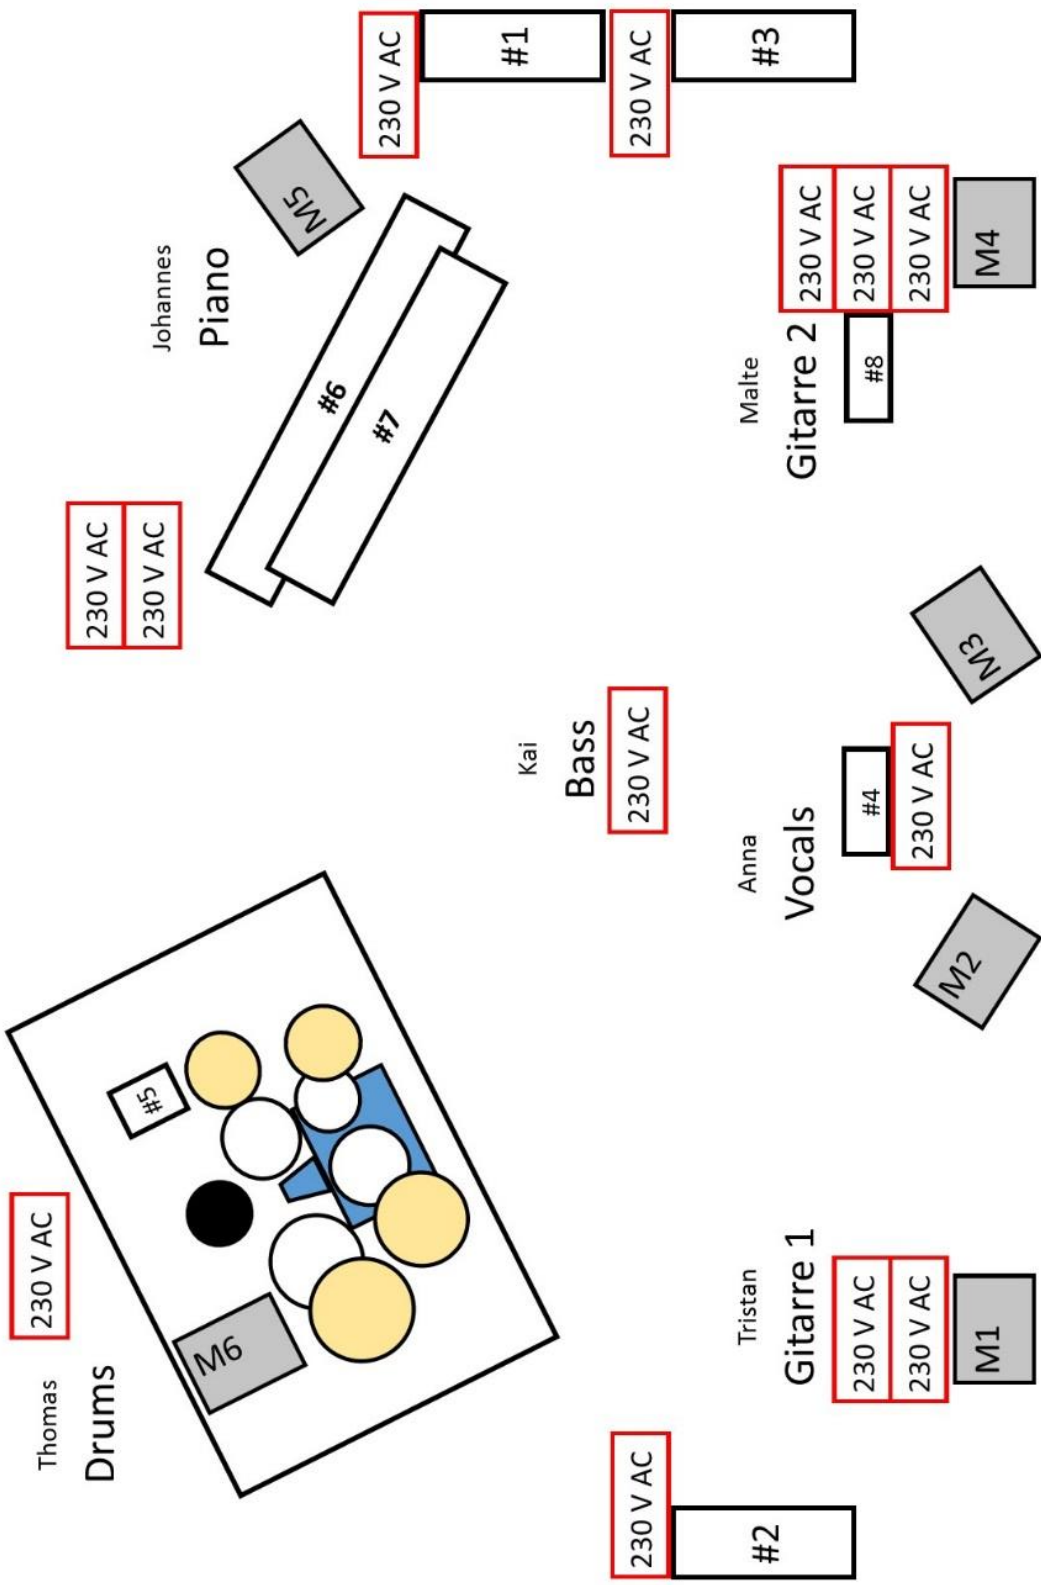 Thomas
Drums
230 V AC
M6
#5
230 V AC
230 V AC
Johannes
Piano
M5
#6
#7
230 V AC
#1
Kai
Bass
230 V AC
230 V AC
#2
230 V AC
#3
Tristan
Gitarre 1
230 V AC
230 V AC
M1
Anna
Vocals
#4
230 V AC
M2
M3
Malte
Gitarre 2
#8
230 V AC
230 V AC
230 V AC
M4